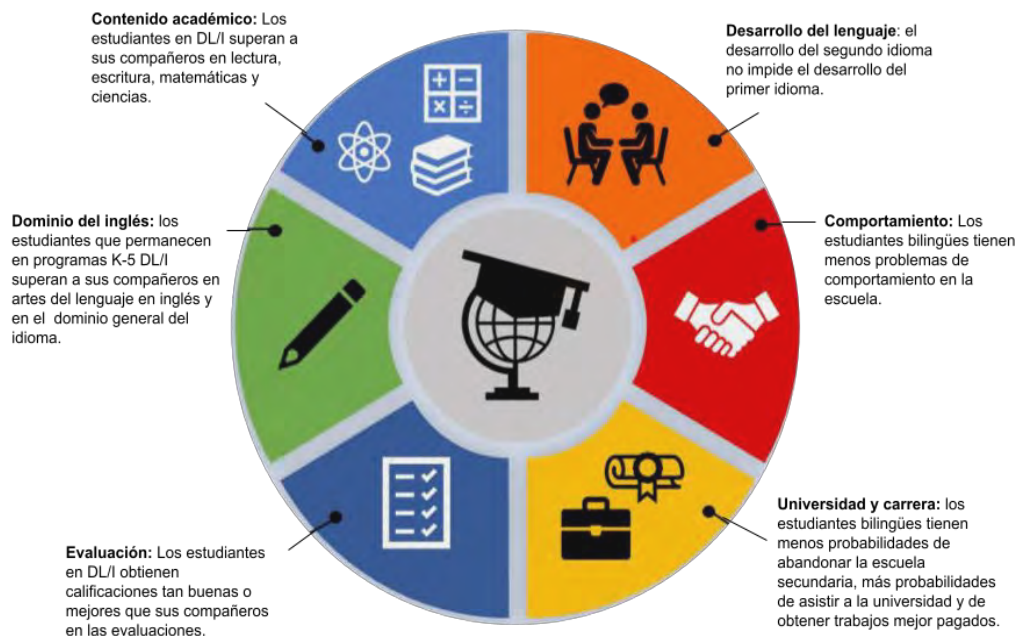 Contenido académico: Los
estudiantes en DL/I superan a
sus compañeros en lectura,
escritura, matemáticas y
ciencias.
Desarrollo del lenguaje: el
desarrollo del segundo idioma
no impide el desarrollo del
primer idioma.
Dominio del inglés: los
estudiantes que permanecen
en programas K-5 DL/I
superan a sus compañeros en
artes del lenguaje en inglés y
en el dominio general del
idioma.
Comportamiento: Los
estudiantes bilingües tienen
menos problemas de
comportamiento en la
escuela.
Evaluación: Los estudiantes
en DL/I obtienen
calificaciones tan buenas o
mejores que sus compañeros
en las evaluaciones.
Universidad y carrera: los
estudiantes bilingües tienen
menos probabilidades de
abandonar la escuela
secundaria, más probabilidades
de asistir a la universidad y de
obtener trabajos mejor pagados.